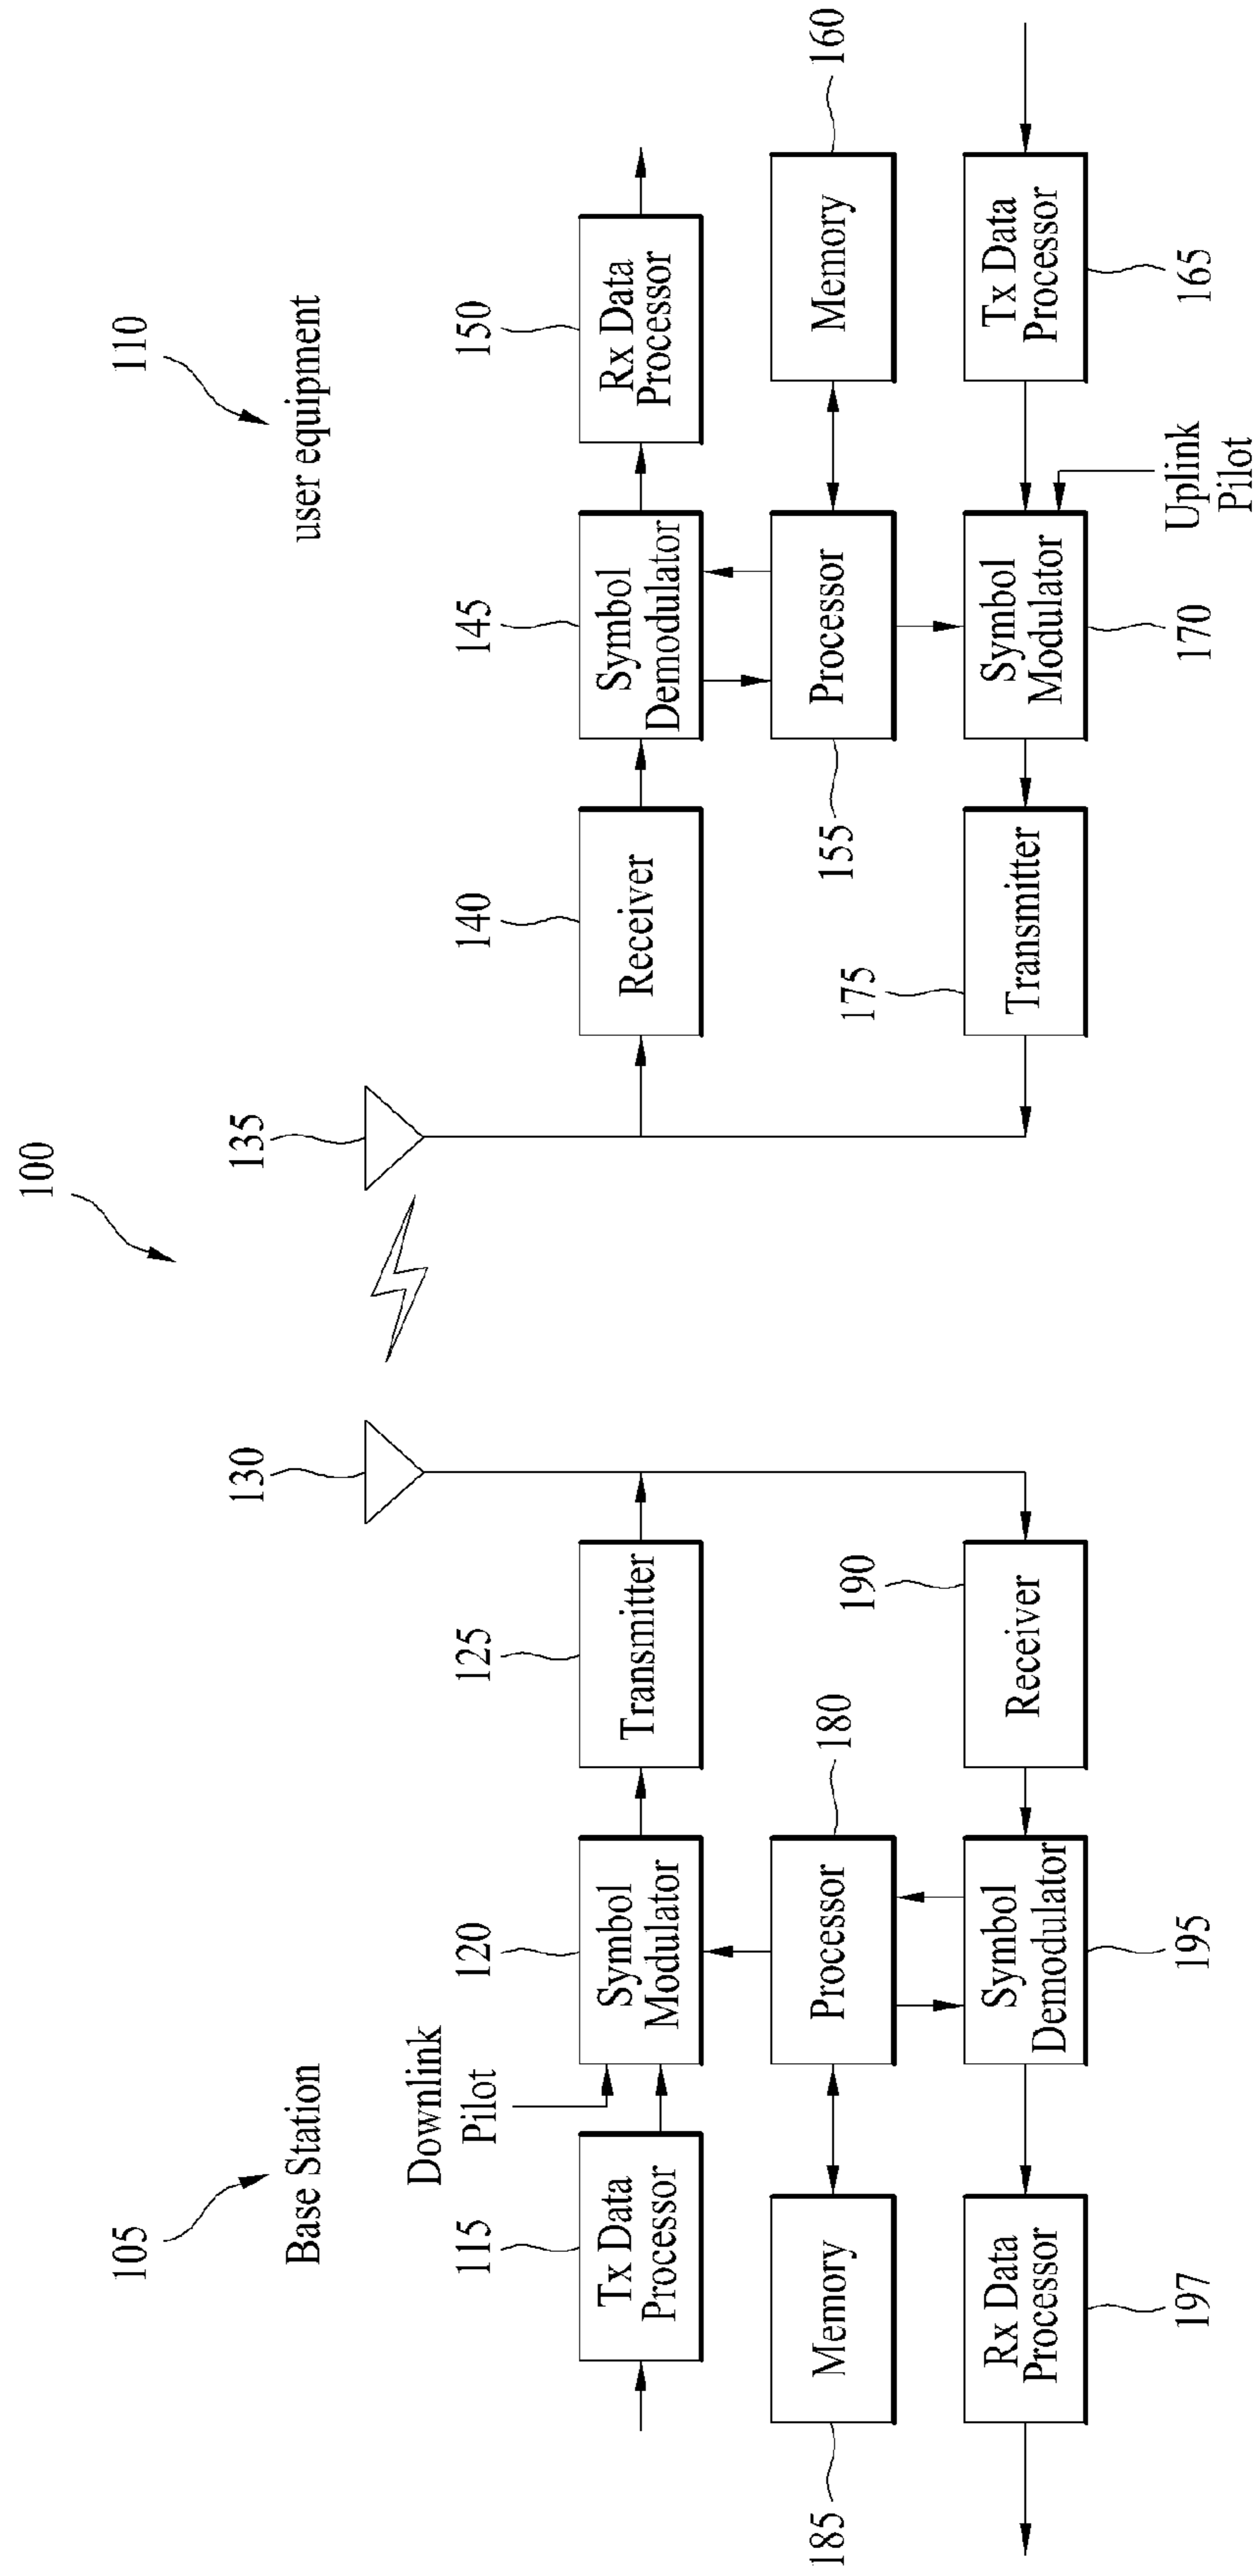 100
105
110
Base Station
user equipment
130
135
Downlink
Pilot
115
120
125
140
145
150
Tx Data
Processor
Symbol
Modulator
Transmitter
Receiver
Symbol
Demodulator
Rx Data
Processor
185
180
155
160
Memory
Processor
Processor
Memory
190
175
Rx Data
Processor
Symbol
Demodulator
Receiver
Transmitter
Symbol
Modulator
Tx Data
Processor
197
195
170
165
Uplink
Pilot